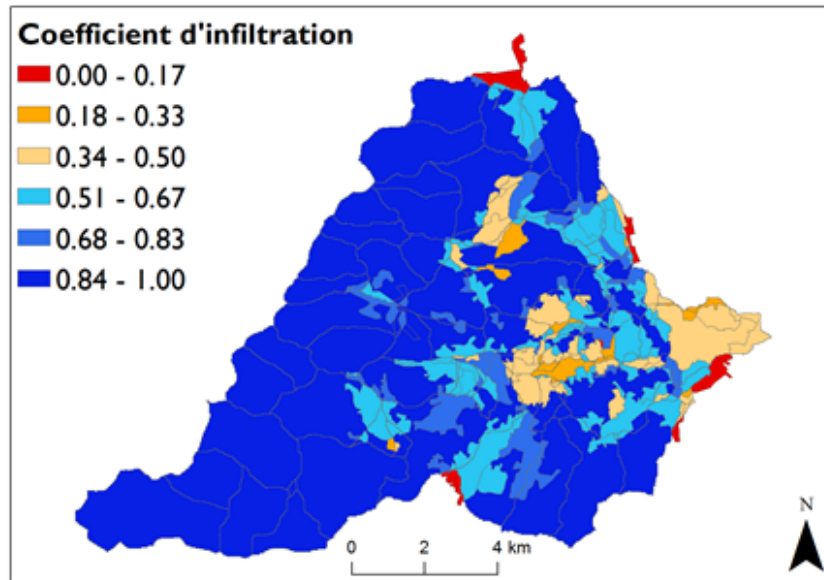 Coefficient d'infiltration
0.00 - 0.17
0.18 - 0.33
0.34 - 0.50
0.51 - 0.67
0.68 - 0.83
0.84 - 1.00
N
0 2 4 km